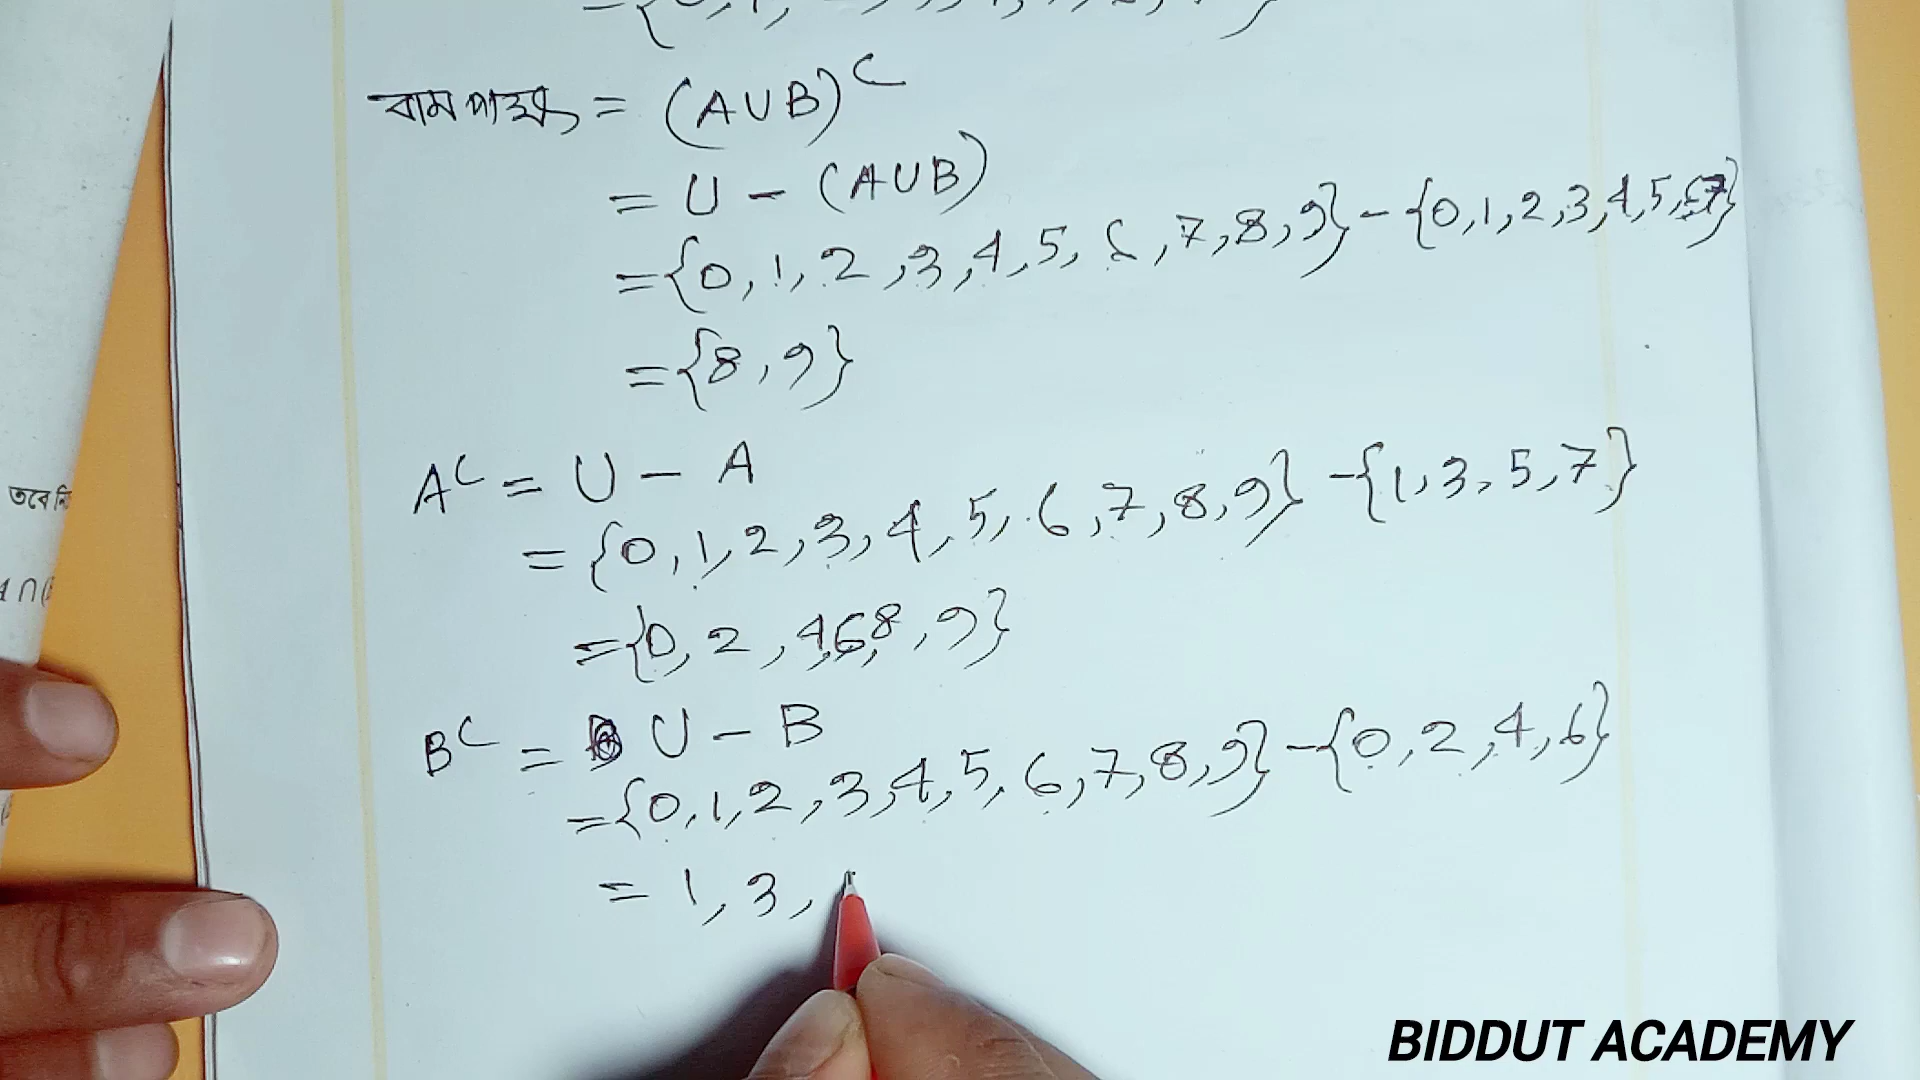 বাম পক্ষ = (A∪B)^C
= U - (A∪B)
= {0, 1, 2, 3, 4, 5, 6, 7, 8, 9} - {0, 1, 2, 3, 4, 5, 6, 7}
= {8, 9}
A^C = U - A
= {0, 1, 2, 3, 4, 5, 6, 7, 8, 9} - {1, 3, 5, 7}
= {0, 2, 4, 6, 8, 9}
B^C = U - B
= {0, 1, 2, 3, 4, 5, 6, 7, 8, 9} - {0, 2, 4, 6}
= 1, 3,
তবে
BIDDUT ACADEMY